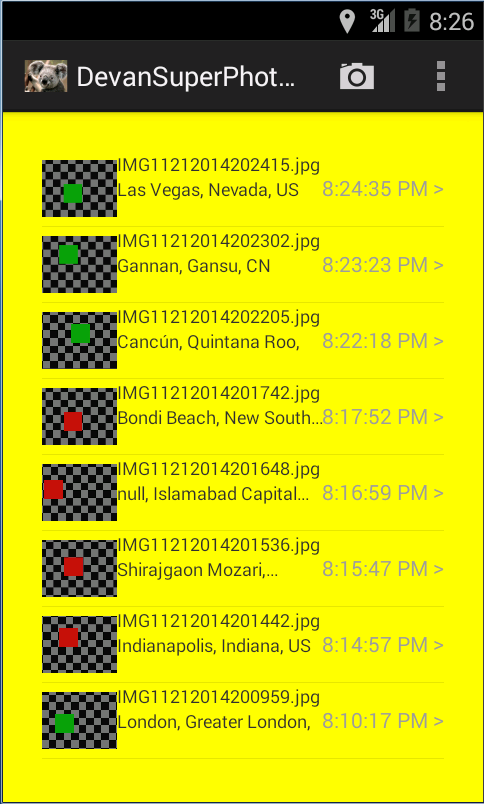 3G 8:26
DevanSuperPhot...
IMG11212014202415.jpg
Las Vegas, Nevada, US 8:24:35 PM >
IMG11212014202302.jpg
Gannan, Gansu, CN 8:23:23 PM >
IMG11212014202205.jpg
Cancún, Quintana Roo, 8:22:18 PM >
IMG11212014201742.jpg
Bondi Beach, New South... 8:17:52 PM >
IMG11212014201648.jpg
null, Islamabad Capital... 8:16:59 PM >
IMG11212014201536.jpg
Shirajgaon Mozari,... 8:15:47 PM >
IMG11212014201442.jpg
Indianapolis, Indiana, US 8:14:57 PM >
IMG11212014200959.jpg
London, Greater London, 8:10:17 PM >